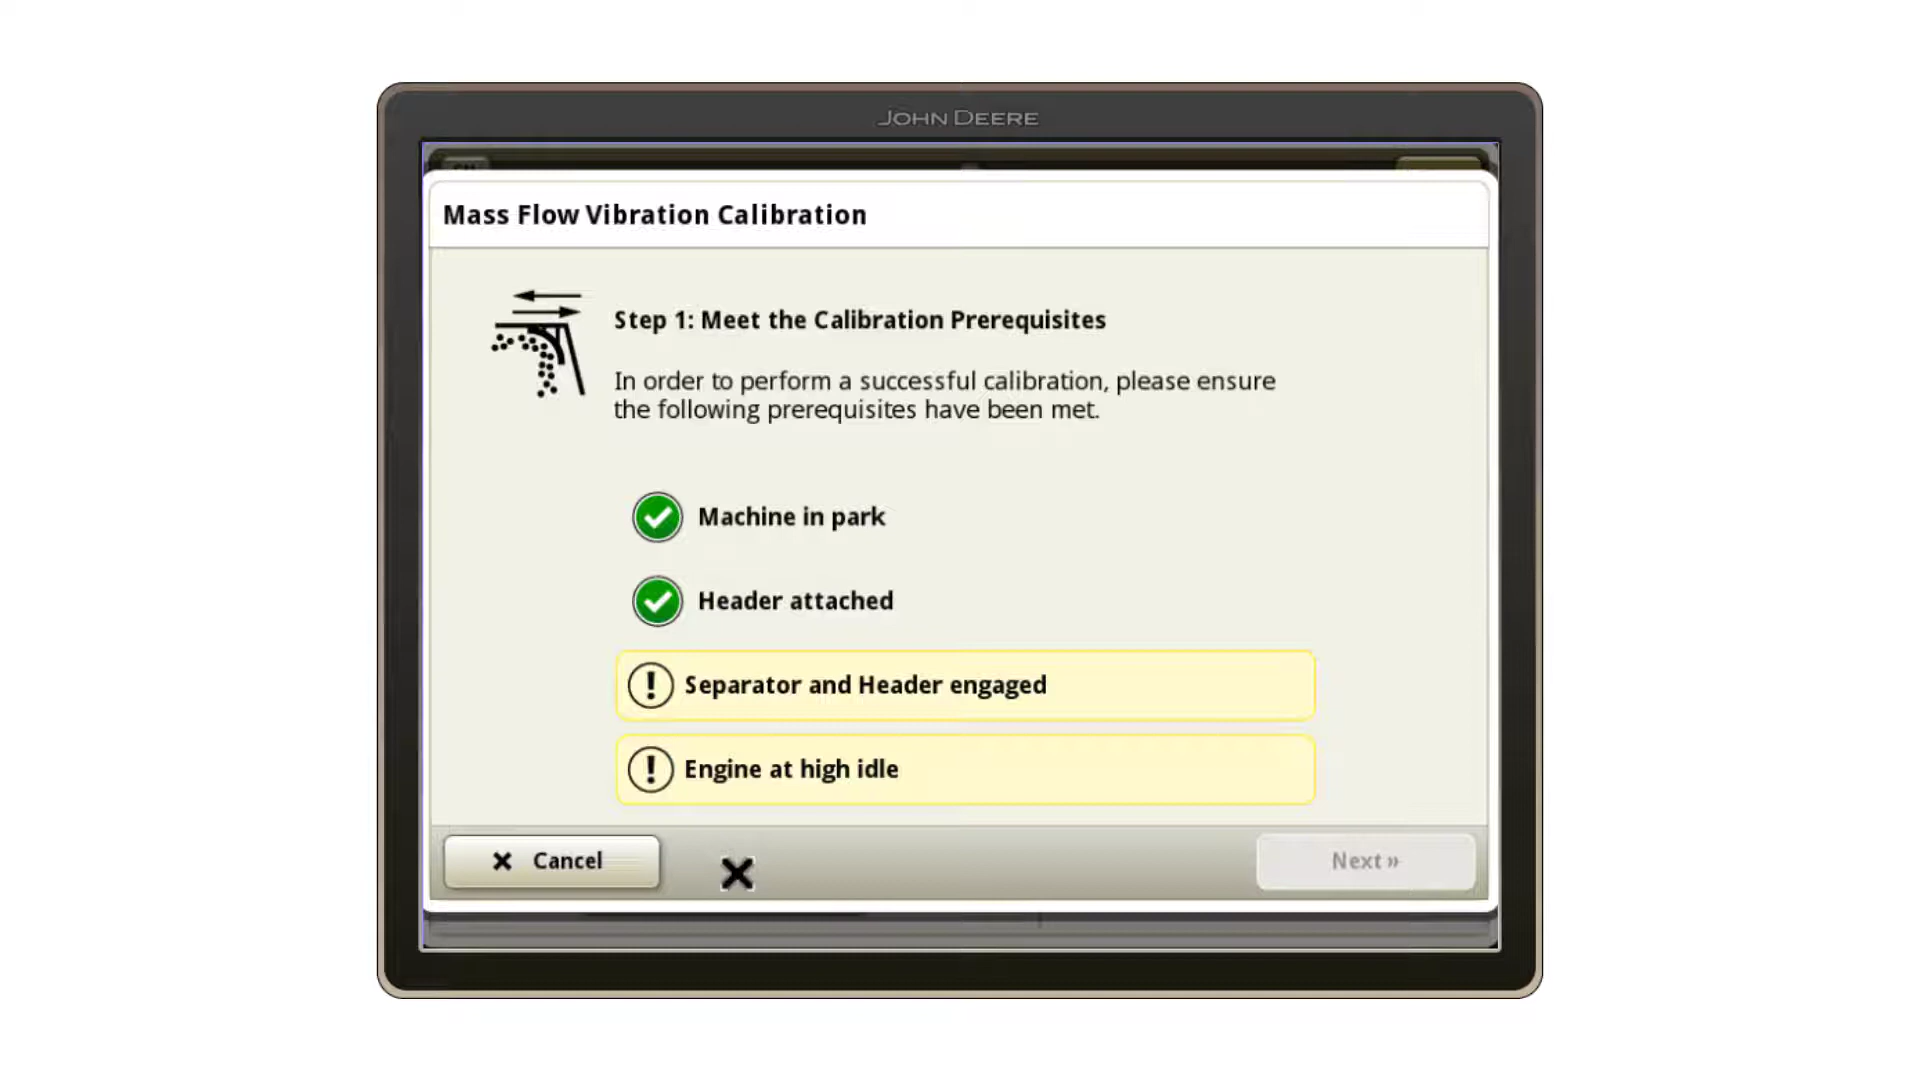 JOHN DEERE
Mass Flow Vibration Calibration
Step 1: Meet the Calibration Prerequisites
In order to perform a successful calibration, please ensure
the following prerequisites have been met.
Machine in park
Header attached
! Separator and Header engaged
! Engine at high idle
Cancel
Next »